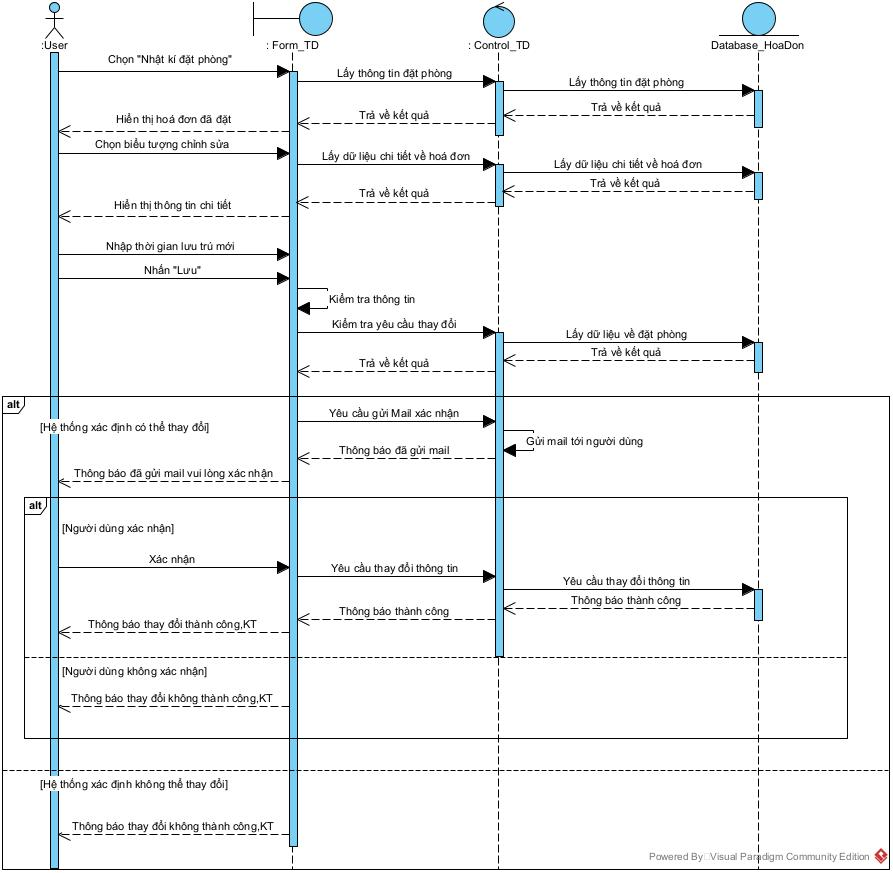 :User
: Form_TD
: Control_TD
Database_HoaDon
Chọn "Nhật kí đặt phòng"
Lấy thông tin đặt phòng
Lấy thông tin đặt phòng
Trả về kết quả
Trả về kết quả
Hiển thị hoá đơn đã đặt
Chọn biểu tượng chỉnh sửa
Lấy dữ liệu chi tiết về hoá đơn
Lấy dữ liệu chi tiết về hoá đơn
Trả về kết quả
Trả về kết quả
Hiển thị thông tin chi tiết
Nhập thời gian lưu trú mới
Nhấn "Lưu"
Kiểm tra thông tin
Kiểm tra yêu cầu thay đổi
Lấy dữ liệu về đặt phòng
Trả về kết quả
Trả về kết quả
alt
[Hệ thống xác định có thể thay đổi]
Yêu cầu gửi Mail xác nhận
Gửi mail tới người dùng
Thông báo đã gửi mail
Thông báo đã gửi mail vui lòng xác nhận
alt
[Người dùng xác nhận]
Xác nhận
Yêu cầu thay đổi thông tin
Yêu cầu thay đổi thông tin
Thông báo thành công
Thông báo thành công
Thông báo thay đổi thành công,KT
[Người dùng không xác nhận]
Thông báo thay đổi không thành công,KT
[Hệ thống xác định không thể thay đổi]
Thông báo thay đổi không thành công,KT
Powered By Visual Paradigm Community Edition